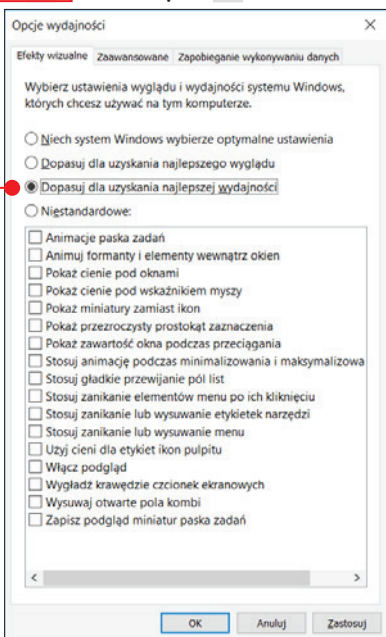 Opcje wydajności
Efekty wizualne Zaawansowane Zapobieganie wykonywaniu danych
Wybierz ustawienia wyglądu i wydajności systemu Windows,
których chcesz używać na tym komputerze.
Niech system Windows wybierze optymalne ustawienia
Dopasuj dla uzyskania najlepszego wyglądu
Dopasuj dla uzyskania najlepszej wydajności
Niestandardowe:
Animacje paska zadań
Animuj formanty i elementy wewnątrz okien
Pokaż cienie pod oknami
Pokaż cienie pod wskaźnikiem myszy
Pokaż miniatury zamiast ikon
Pokaż przezroczysty prostokąt zaznaczenia
Pokaż zawartość okna podczas przeciągania
Stosuj animację podczas minimalizowania i maksymalizowa
Stosuj gładkie przewijanie pól list
Stosuj zanikanie elementów menu po ich kliknięciu
Stosuj zanikanie lub wysuwanie etykietek narzędzi
Stosuj zanikanie lub wysuwanie menu
Użyj cieni dla etykiet ikon pulpitu
Włącz podgląd
Wygładź krawędzie czcionek ekranowych
Wysuwaj otwarte pola kombi
Zapisz podgląd miniatur paska zadań
OK Anuluj Zastosuj